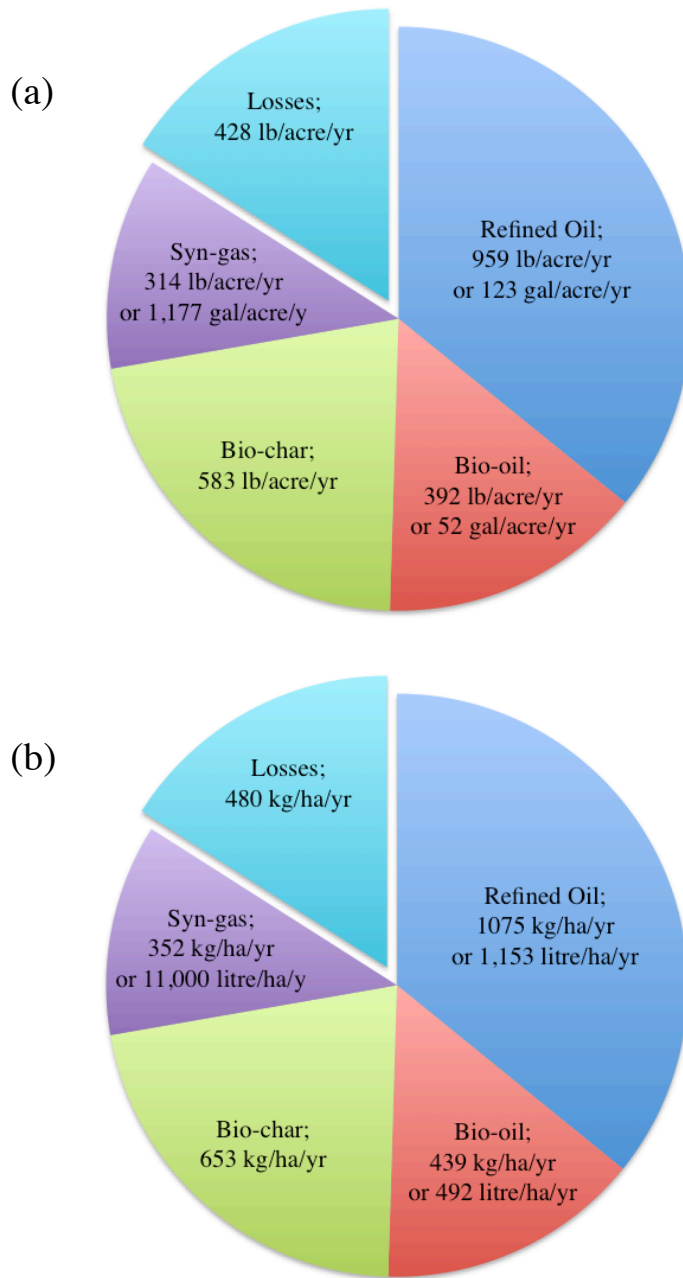 (a)
Losses;
428 lb/acre/yr
Refined Oil;
959 lb/acre/yr
or 123 gal/acre/yr
Syn-gas;
314 lb/acre/yr
or 1,177 gal/acre/y
Bio-char;
583 lb/acre/yr
Bio-oil;
392 lb/acre/yr
or 52 gal/acre/yr
(b)
Losses;
480 kg/ha/yr
Refined Oil;
1075 kg/ha/yr
or 1,153 litre/ha/yr
Syn-gas;
352 kg/ha/yr
or 11,000 litre/ha/y
Bio-char;
653 kg/ha/yr
Bio-oil;
439 kg/ha/yr
or 492 litre/ha/yr